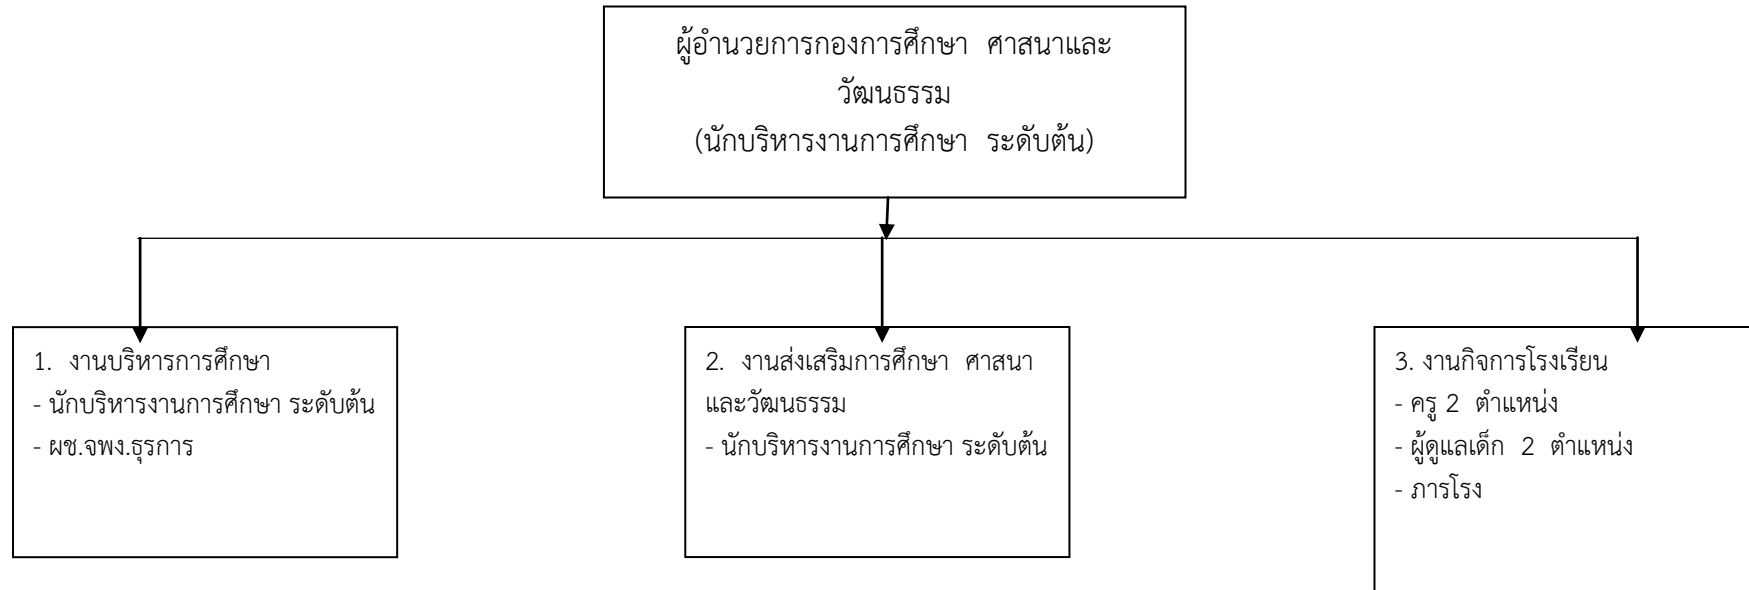 ผู้อำนวยการกองการศึกษา ศาสนาและ
วัฒนธรรม
(นักบริหารงานการศึกษา ระดับต้น)
1. งานบริหารการศึกษา
- นักบริหารงานการศึกษา ระดับต้น
- ผช.จพง.ธุรการ
2. งานส่งเสริมการศึกษา ศาสนา
และวัฒนธรรม
- นักบริหารงานการศึกษา ระดับต้น
3. งานกิจการโรงเรียน
- ครู 2 ตำแหน่ง
- ผู้ดูแลเด็ก 2 ตำแหน่ง
- ภารโรง